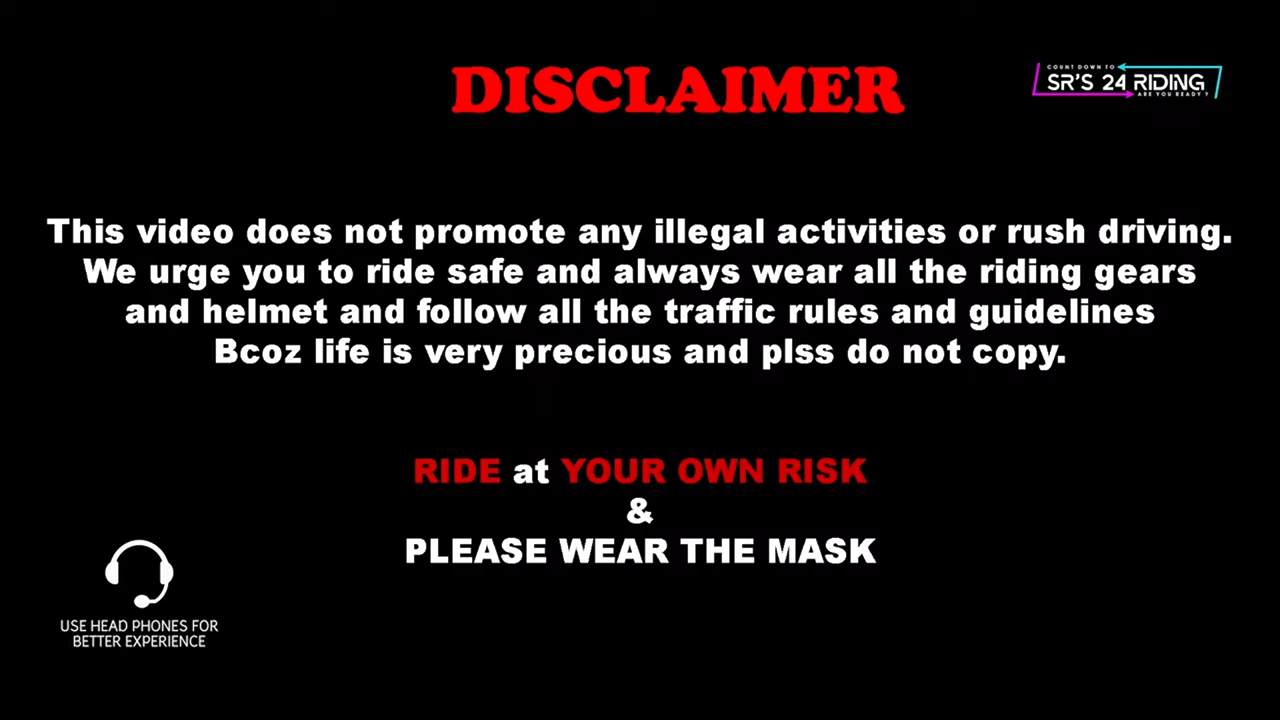 DISCLAIMER
COUNT DOWN TO
SR'S 24 RIDING
ARE YOU READY ?
This video does not promote any illegal activities or rush driving.
We urge you to ride safe and always wear all the riding gears
and helmet and follow all the traffic rules and guidelines
Bcoz life is very precious and plss do not copy.
RIDE at YOUR OWN RISK
&
PLEASE WEAR THE MASK
USE HEAD PHONES FOR
BETTER EXPERIENCE